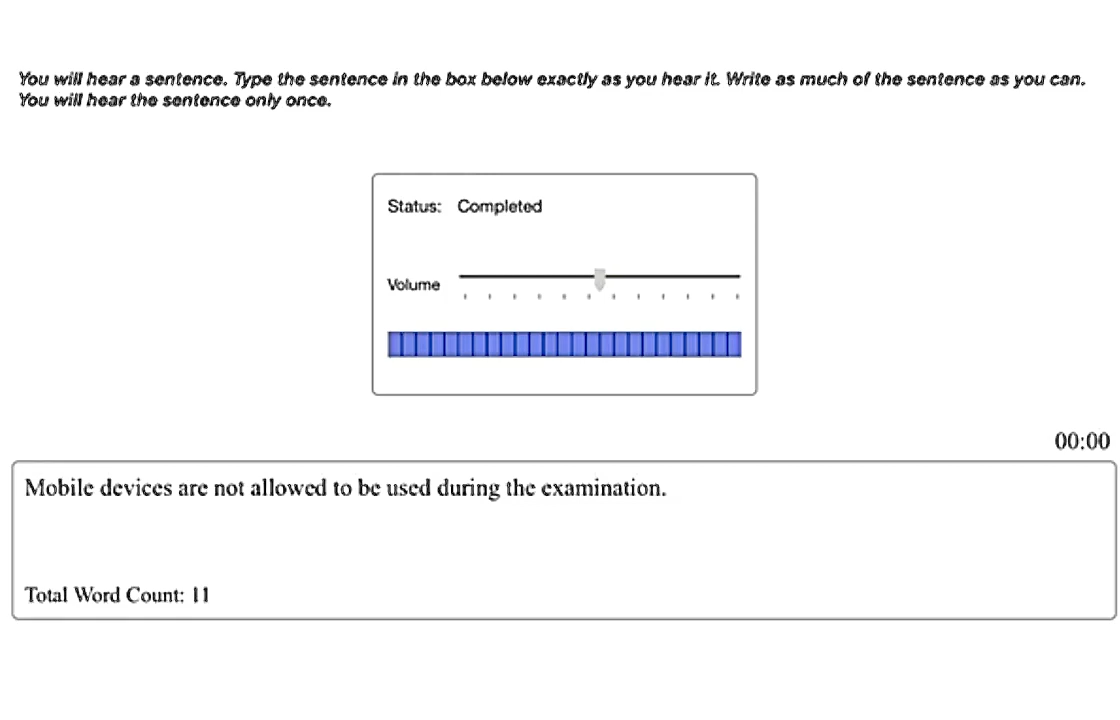 You will hear a sentence. Type the sentence in the box below exactly as you hear it. Write as much of the sentence as you can.
You will hear the sentence only once.
Status: Completed
Volume
00:00
Mobile devices are not allowed to be used during the examination.
Total Word Count: 11